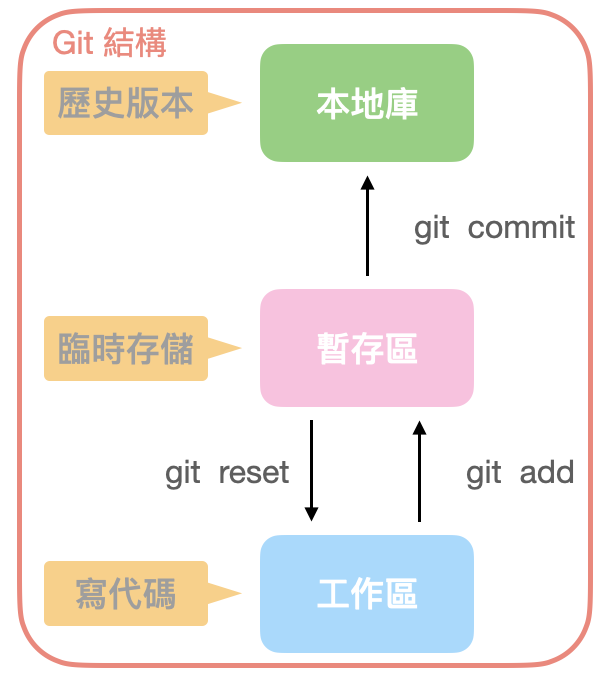 Git 結構
歷史版本
本地庫
git commit
臨時存儲
暫存區
git reset
git add
寫代碼
工作區